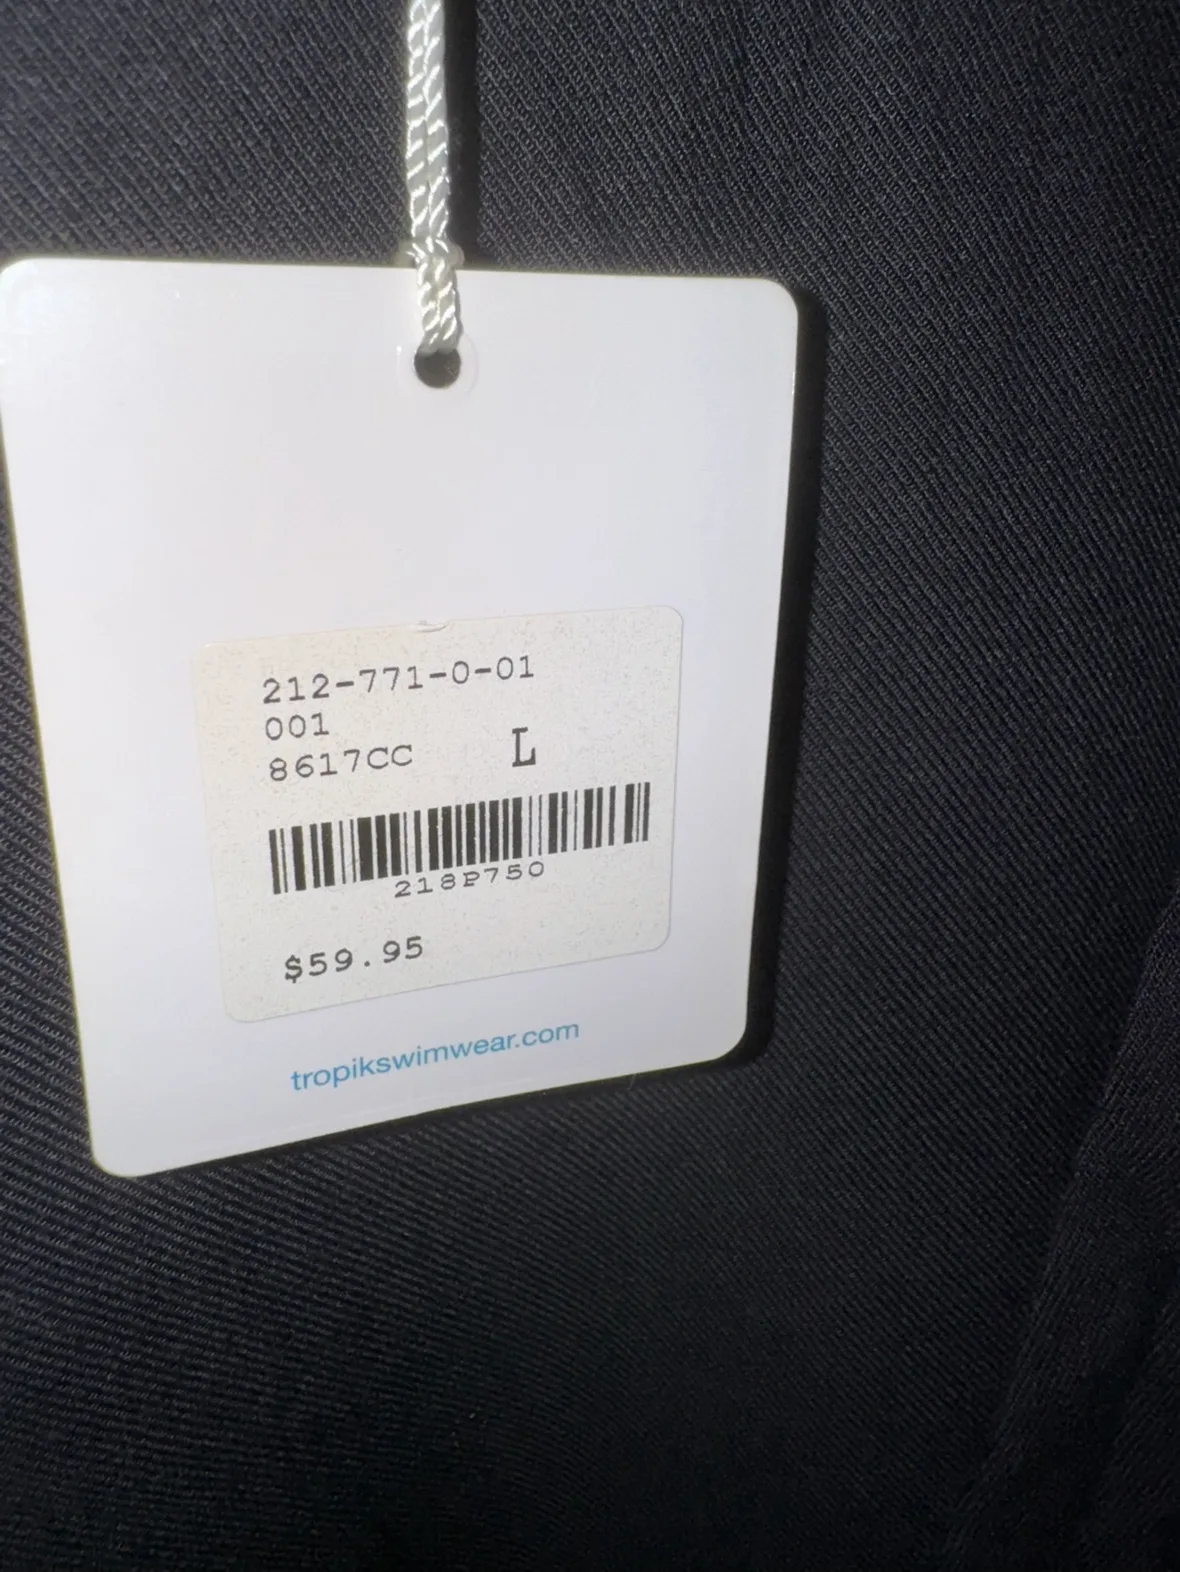 212-771-0-01
001
8617CC L
218P750
$59.95
tropikswimwear.com